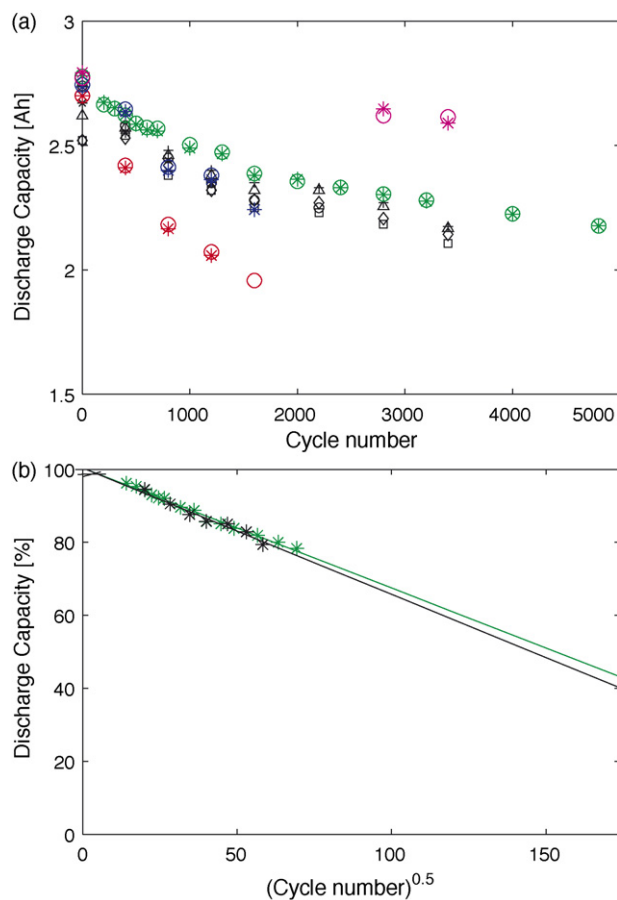 (a)
3
2.5
2
1.5
Discharge Capacity [Ah]
0 1000 2000 3000 4000 5000
Cycle number
(b)
100
80
60
40
20
0
Discharge Capacity [%]
0 50 100 150
(Cycle number)^0.5